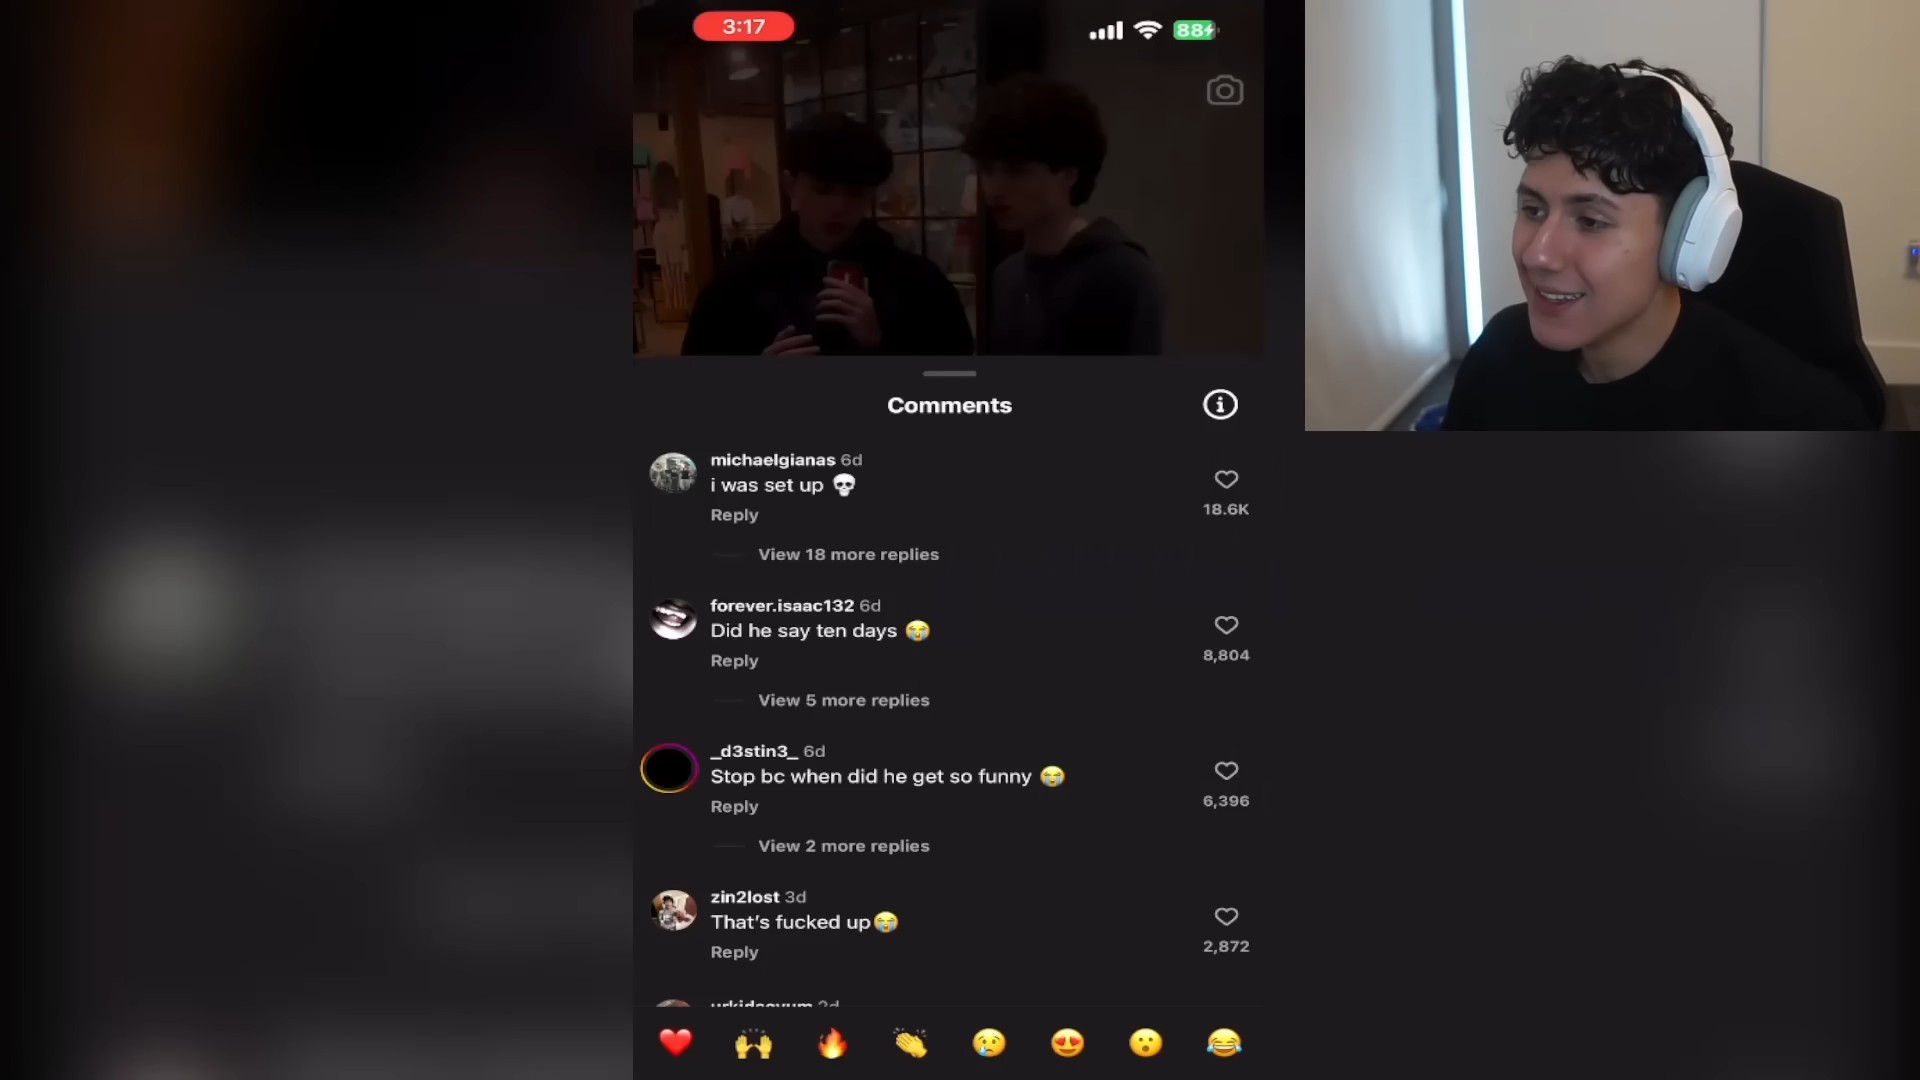 3:17
88
Comments
michaelgianas 6d
i was set up 💀
18.6K
Reply
View 18 more replies
forever.isaac132 6d
Did he say ten days 😭
8,804
Reply
View 5 more replies
_d3stin3_ 6d
Stop bc when did he get so funny 😭
6,396
Reply
View 2 more replies
zin2lost 3d
That's fucked up😭
2,872
Reply